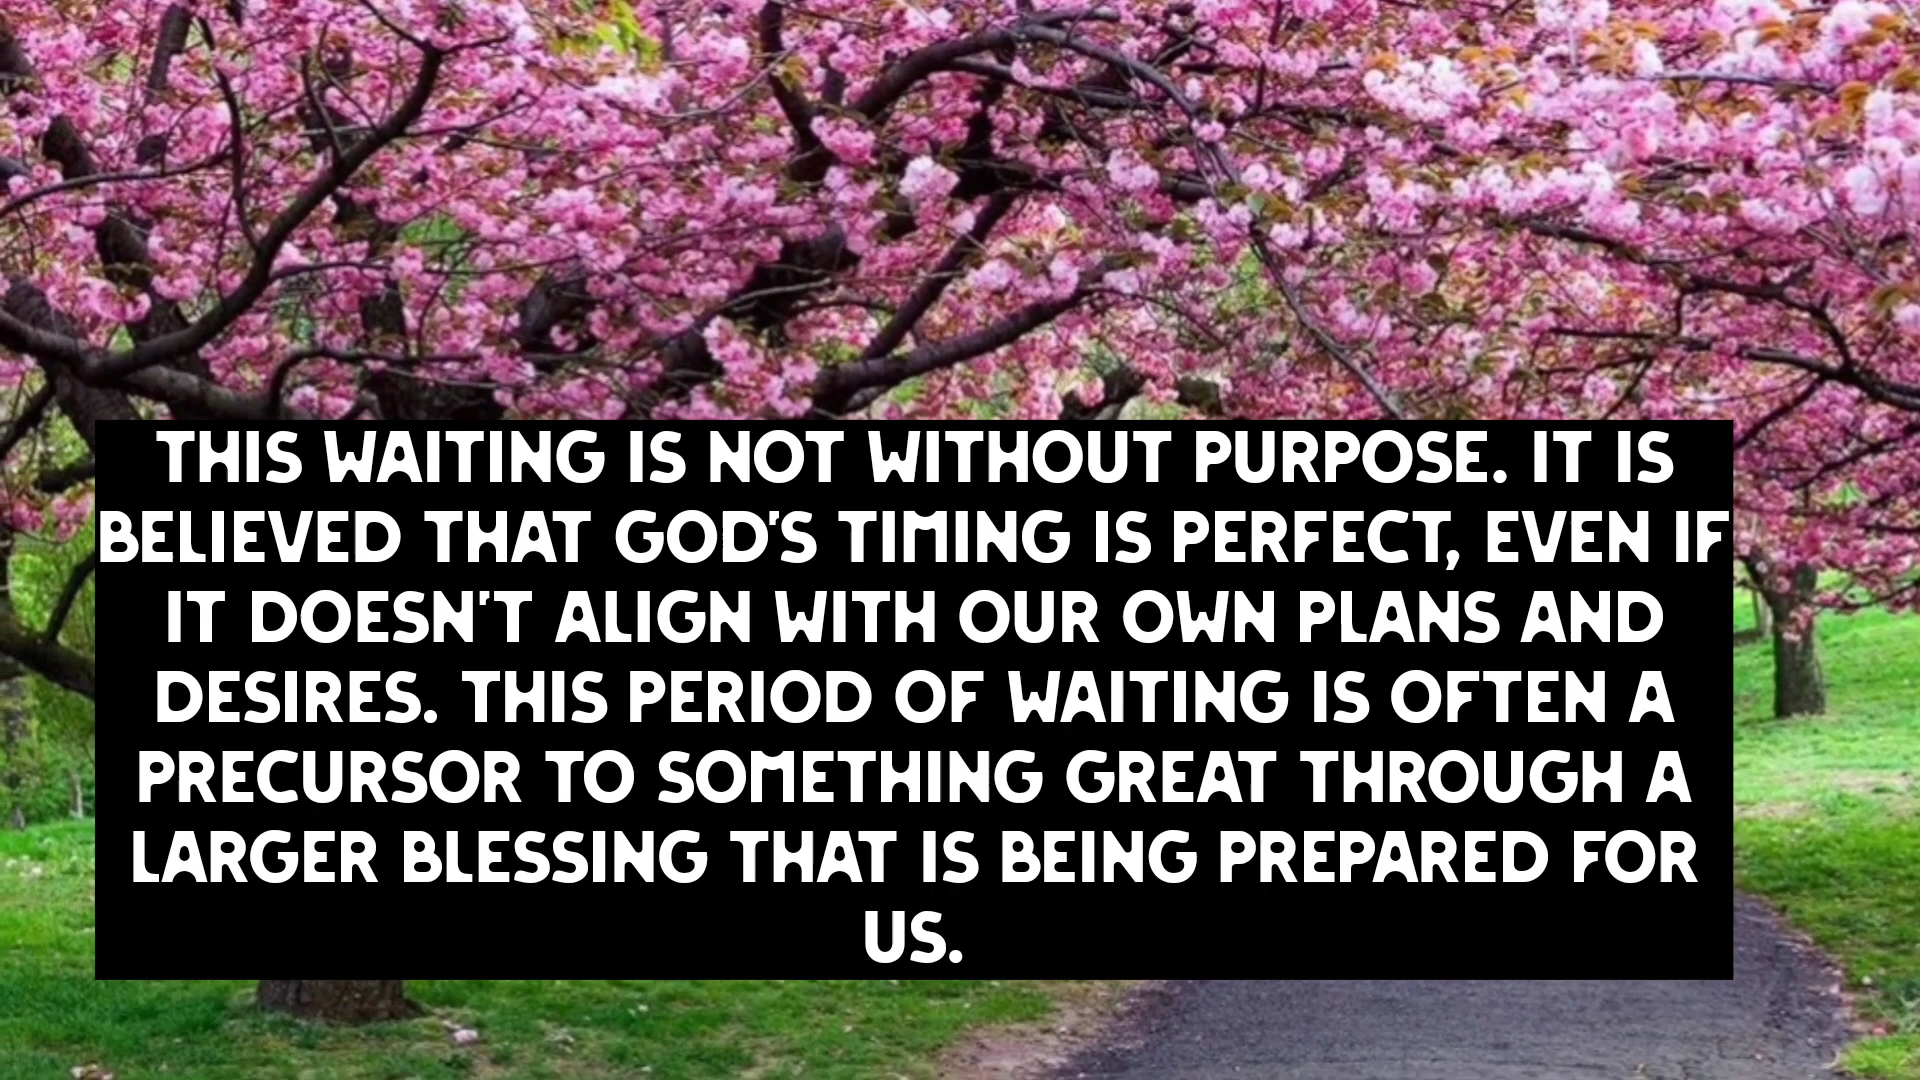 THIS WAITING IS NOT WITHOUT PURPOSE. IT IS
BELIEVED THAT GOD'S TIMING IS PERFECT, EVEN IF
IT DOESN'T ALIGN WITH OUR OWN PLANS AND
DESIRES. THIS PERIOD OF WAITING IS OFTEN A
PRECURSOR TO SOMETHING GREAT THROUGH A
LARGER BLESSING THAT IS BEING PREPARED FOR
US.